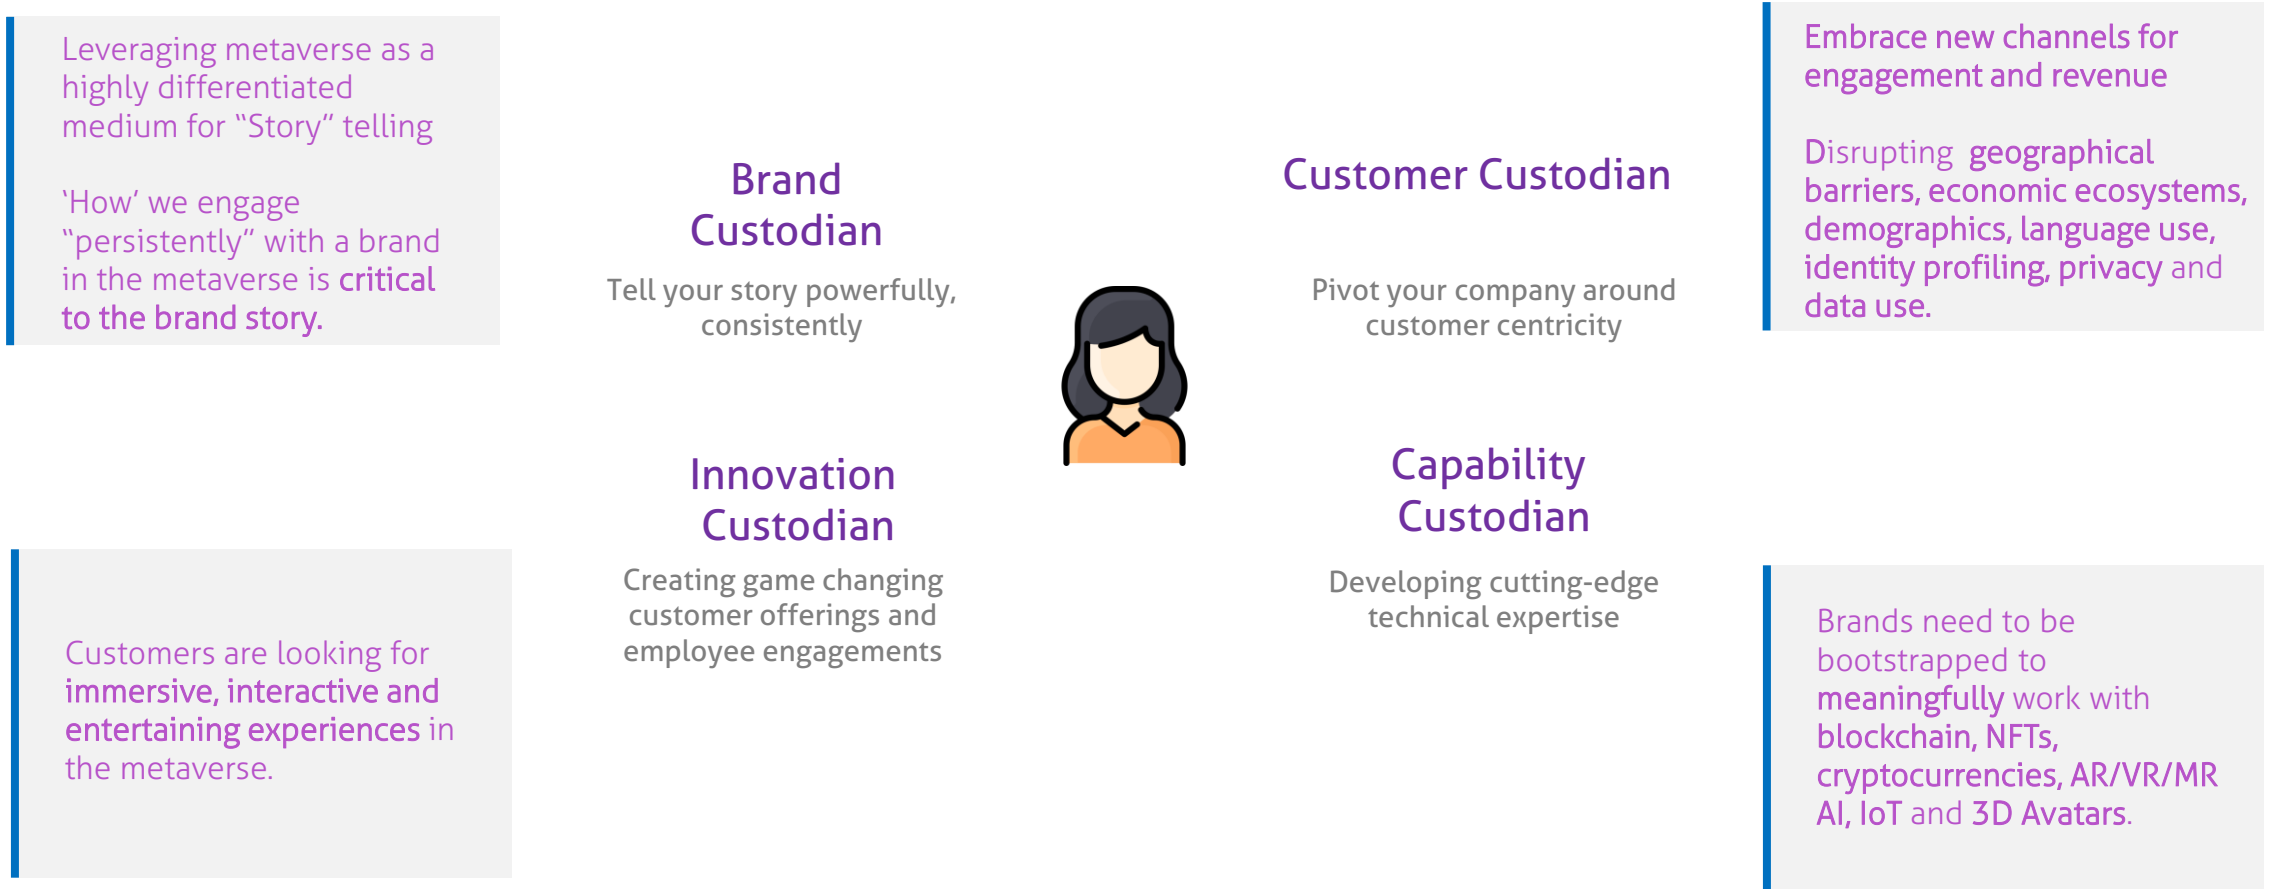 Leveraging metaverse as a
highly differentiated
medium for “Story” telling
‘How’ we engage
“persistently” with a brand
in the metaverse is critical
to the brand story.
Brand
Custodian
Tell your story powerfully,
consistently
Customer Custodian
Pivot your company around
customer centricity
Embrace new channels for
engagement and revenue
Disrupting geographical
barriers, economic ecosystems,
demographics, language use,
identity profiling, privacy and
data use.
Customers are looking for
immersive, interactive and
entertaining experiences in
the metaverse.
Innovation
Custodian
Creating game changing
customer offerings and
employee engagements
Capability
Custodian
Developing cutting-edge
technical expertise
Brands need to be
bootstrapped to
meaningfully work with
blockchain, NFTs,
cryptocurrencies, AR/VR/MR
AI, IoT and 3D Avatars.